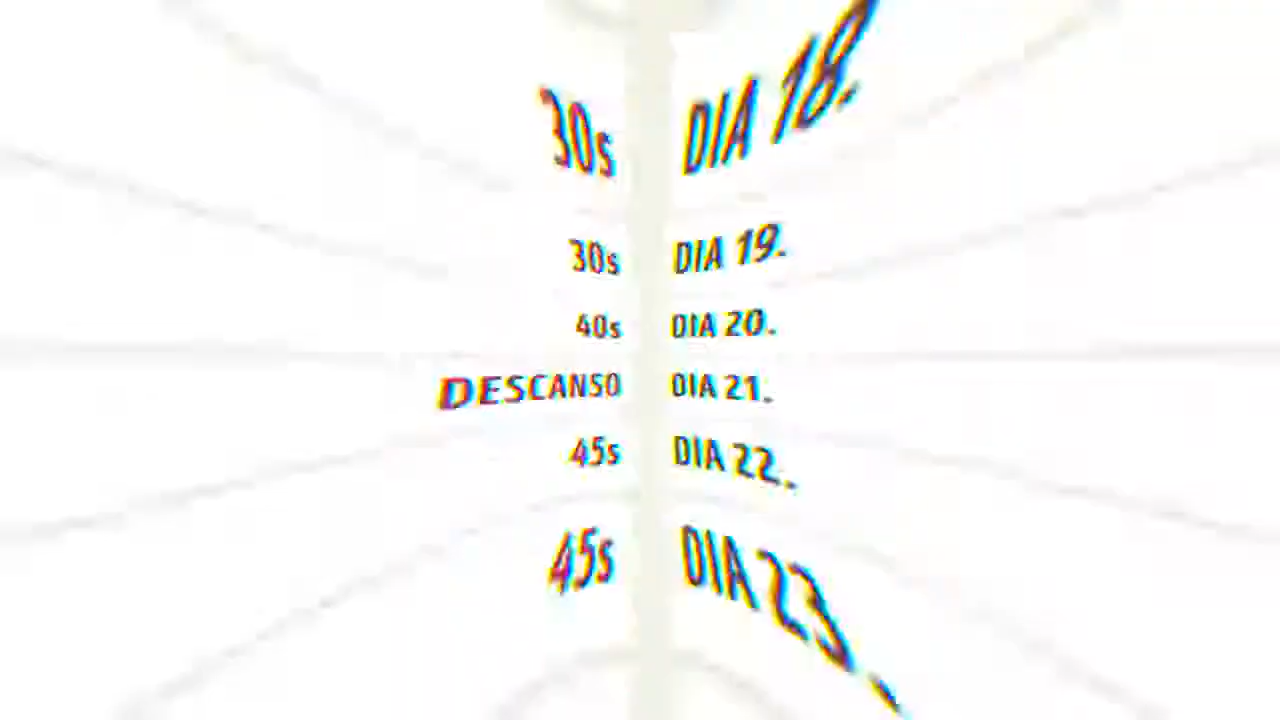 30s DIA 18.
30s DIA 19.
40s DIA 20.
DESCANSO DIA 21.
45s DIA 22.
45s DIA 23.